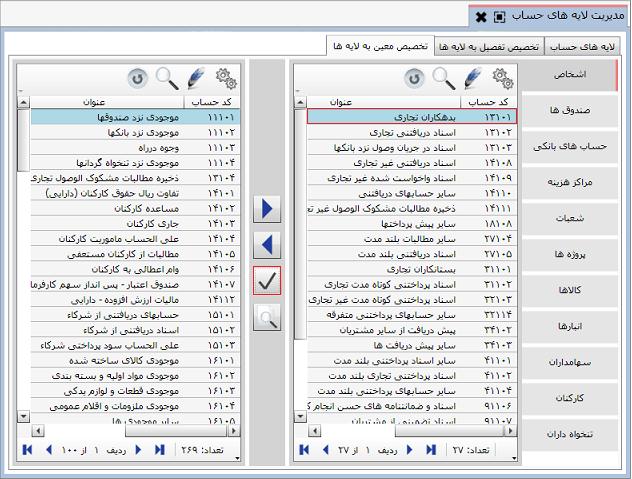 مدیریت لایه های حساب
لایه های حساب
تخصیص تفصیل به لایه ها
تخصیص معین به لایه ها
اشخاص
صندوق ها
حساب های بانکی
مراکز هزینه
شعبات
پروژه ها
کالاها
انبارها
سهامداران
کارکنان
تنخواه داران
کد حساب عنوان
۱۳۱۰۱ بدهکاران تجاری
۱۳۱۰۲ اسناد دریافتنی تجاری
۱۳۱۰۳ اسناد در جریان وصول نزد بانکها
۱۴۱۰۸ اسناد دریافتنی غیر تجاری
۱۴۱۰۹ اسناد واخواست شده غیر تجاری
۱۴۱۱۰ سایر حسابهای دریافتنی
۱۴۱۱۱ ذخیره مطالبات مشکوک الوصول غیر تج
۱۸۱۰۸ سایر پیش پرداختها
۲۷۱۰۴ سایر مطالبات بلند مدت
۲۷۱۰۵ اسناد دریافتنی بلند مدت
۳۱۱۰۱ بستانکاران تجاری
۳۱۱۰۲ اسناد پرداختنی کوتاه مدت تجاری
۳۲۱۰۳ اسناد پرداختنی کوتاه مدت غیر تجاری
۳۲۱۱۴ سایر حسابهای پرداختنی متفرقه
۳۴۱۰۲ پیش دریافت از سایر مشتریان
۳۴۱۰۳ سایر پیش دریافت ها
۴۱۱۰۱ سایر اسناد پرداختنی بلند مدت
۴۱۱۰۲ اسناد پرداختنی تجاری بلند مدت
۴۱۱۰۴ سایر حسابهای پرداختنی بلند مدت
۹۱۱۰۶ اسناد و ضمانتنامه های حسن انجام ک
۹۱۱۰۷ اسناد تضمینی از مشتریان
تعداد: ۲۷ ردیف ۱ از ۲۷
کد حساب عنوان
۱۱۱۰۱ موجودی نزد صندوقها
۱۱۱۰۲ موجودی نزد بانکها
۱۱۱۰۳ وجوه درراه
۱۱۱۰۴ موجودی نزد تنخواه گردانها
۱۳۱۰۴ ذخیره مطالبات مشکوک الوصول تجاری
۱۴۱۰۱ تفاوت ریال حقوق کارکنان (دارایی)
۱۴۱۰۲ مساعده کارکنان
۱۴۱۰۳ جاری کارکنان
۱۴۱۰۴ علی الحساب ماموریت کارکنان
۱۴۱۰۵ مطالبات از کارکنان مستعفی
۱۴۱۰۶ وام اعطالی به کارکنان
۱۴۱۰۷ صندوق اعتبار - پس انداز سهم کارفرما
۱۴۱۱۲ مالیات ارزش افزوده - دارایی
۱۵۱۰۱ حسابهای دریافتنی از شرکاء
۱۵۱۰۲ اسناد دریافتنی از شرکاء
۱۵۱۰۳ علی الحساب سود پرداختی شرکاء
۱۶۱۰۱ موجودی کالای ساخته شده
۱۶۱۰۲ موجودی مواد اولیه و بسته بندی
۱۶۱۰۳ موجودی قطعات و لوازم یدکی
۱۶۱۰۴ موجودی ملزومات و اقلام عمومی
۱۶۱۰۵ سایر موجودی ها
تعداد: ۲۶۹ ردیف ۱ از ۱۰۰